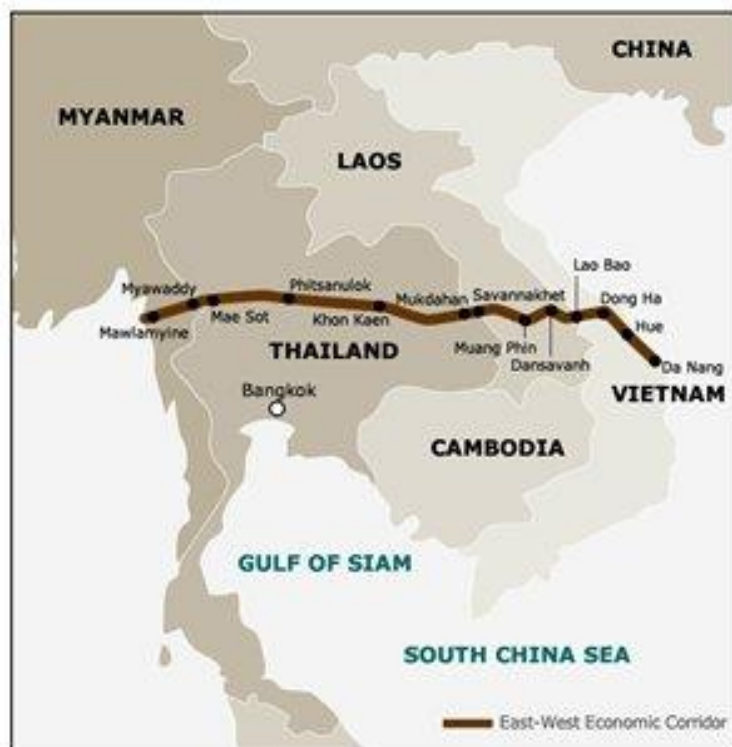 CHINA
MYANMAR
LAOS
Lao Bao
Myawaddy
Phitsanulok
Mukdahan
Savannakhet
Dong Ha
Mawlamyine
Mae Sot
Khon Kaen
Hue
THAILAND
Muang Phin
Dansavanh
Da Nang
Bangkok
VIETNAM
CAMBODIA
GULF OF SIAM
SOUTH CHINA SEA
East-West Economic Corridor